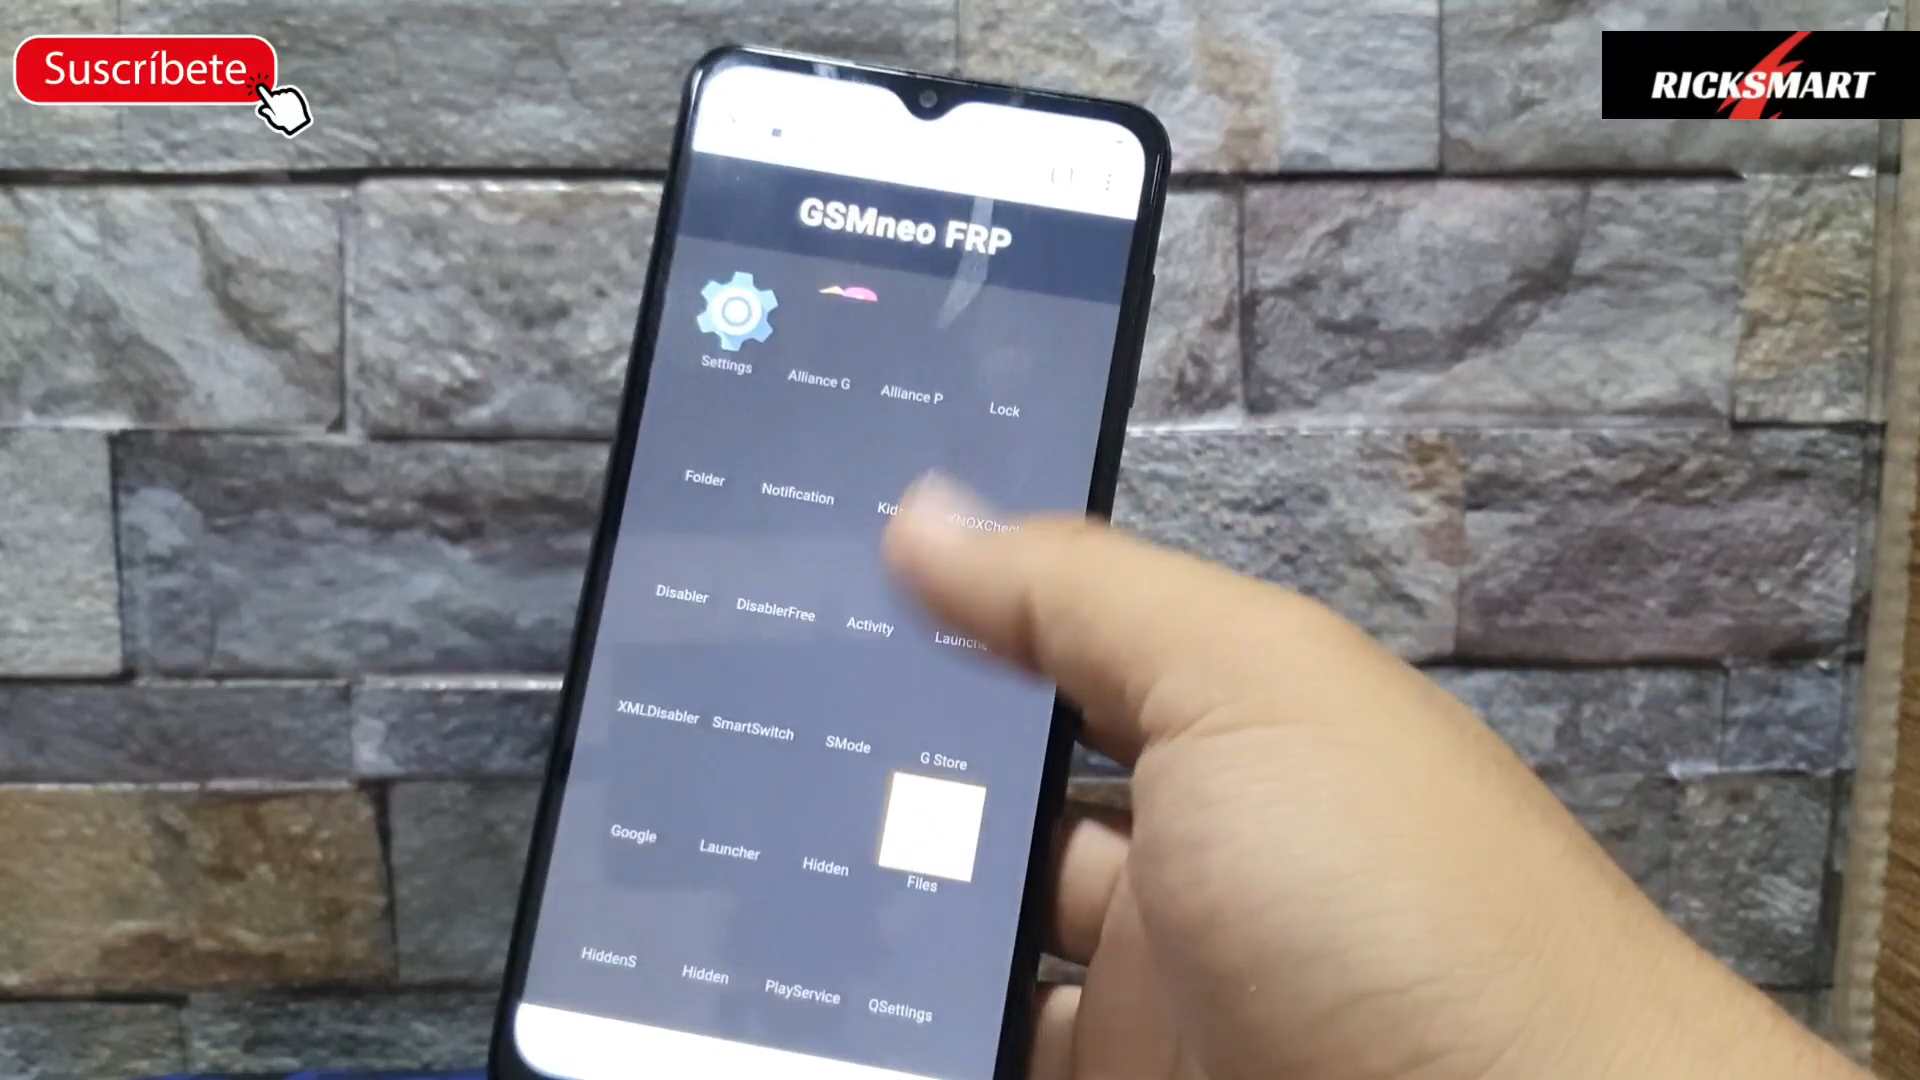 Suscríbete
RICKSMART
GSMneo FRP
Settings Alliance G Alliance P Lock
Folder Notification
Disabler DisablerFree Activity
XMLDisabler SmartSwitch SMode G Store
Google Launcher Hidden Files
HiddenS Hidden PlayService QSettings